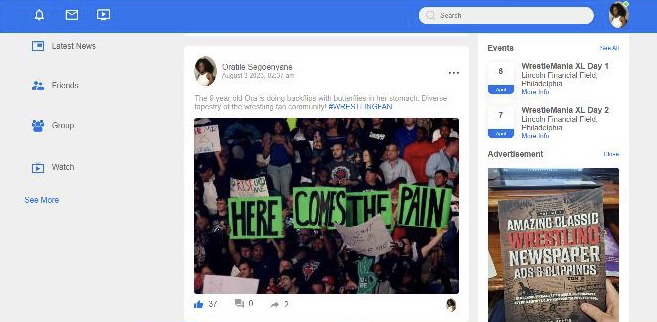 Search
Latest News
Friends
Group
Watch
See More
Oratile Segoenyane
August 3 2023, 02:37 am
The 9 year old Ora is doing backflips with butterflies in her stomach. Diverse
tapestry of the wrestling fan community! #WRESTLINGFAN
HERE COMES THE PAIN
37
0
2
Events
See All
6
April
WrestleMania XL Day 1
Lincoln Financial Field,
Philadelphia
More Info
7
April
WrestleMania XL Day 2
Lincoln Financial Field,
Philadelphia
More Info
Advertisement
Close
AMAZING CLASSIC
WRESTLING
NEWSPAPER
ADS & CLIPPINGS